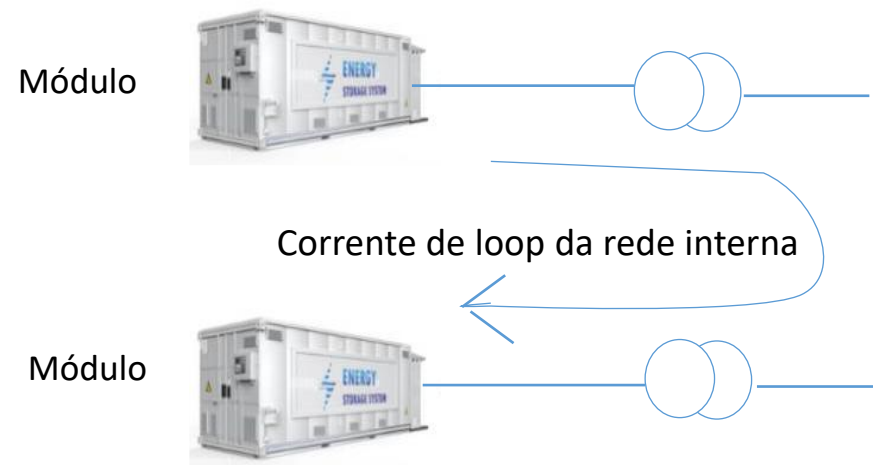 Módulo
ENERGY
STORAGE SYSTEM
Corrente de loop da rede interna
Módulo
ENERGY
STORAGE SYSTEM